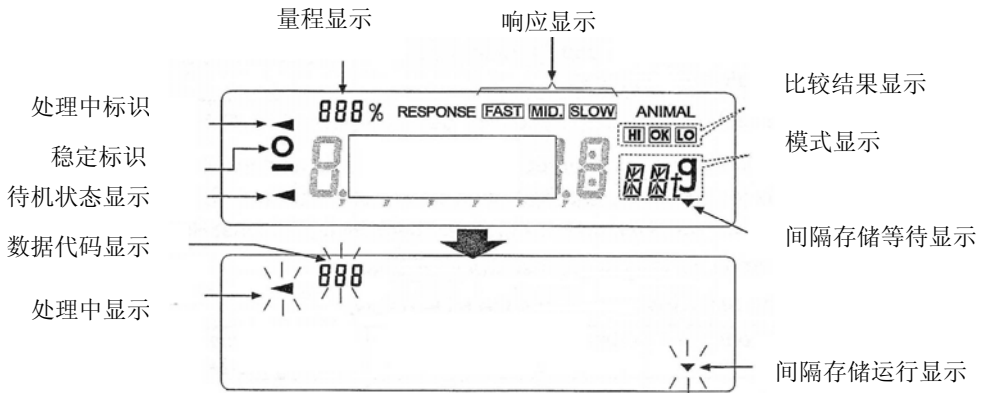 量程显示
响应显示
处理中标识
稳定标识
待机状态显示
数据代码显示
处理中显示
888 % RESPONSE FAST MID. SLOW ANIMAL
HI OK LO
g
t
888
比较结果显示
模式显示
间隔存储等待显示
间隔存储运行显示